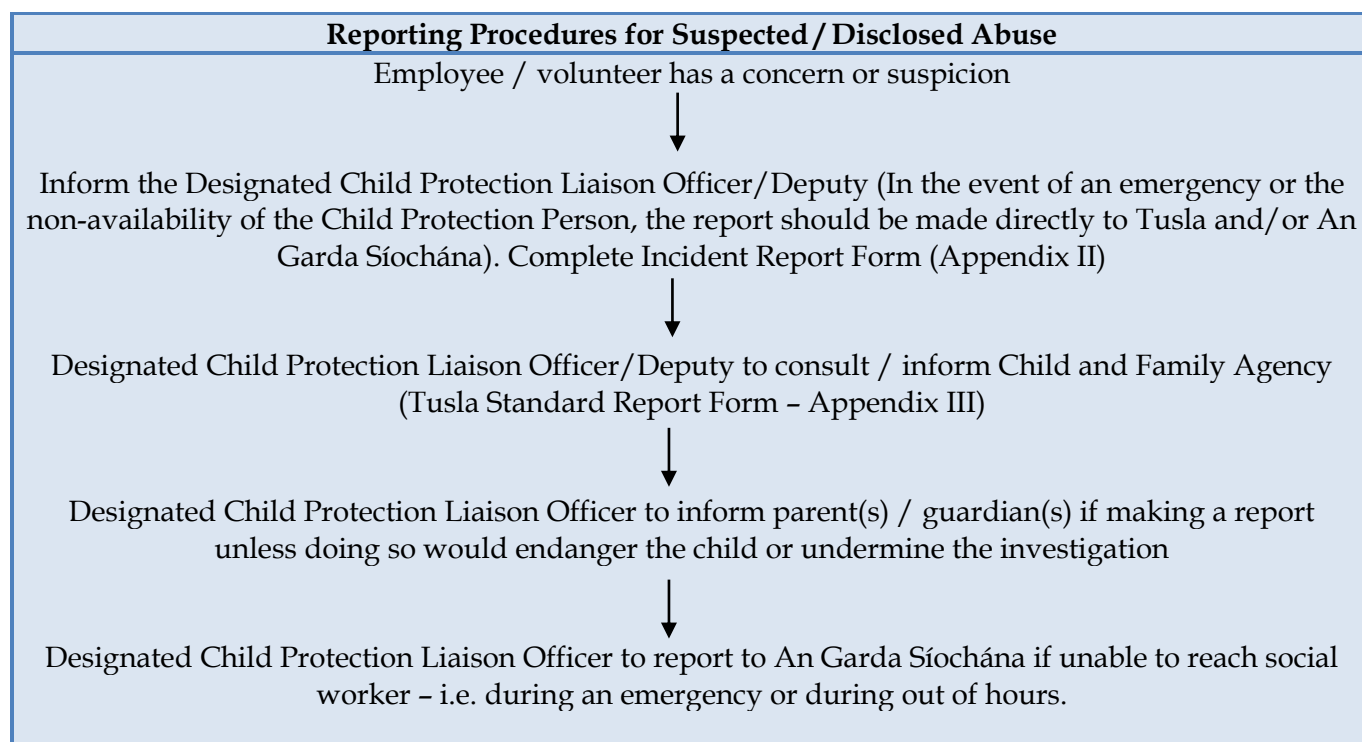 Reporting Procedures for Suspected/Disclosed Abuse
Employee / volunteer has a concern or suspicion
Inform the Designated Child Protection Liaison Officer/Deputy (In the event of an emergency or the
non-availability of the Child Protection Person, the report should be made directly to Tusla and/or An
Garda Síochána). Complete Incident Report Form (Appendix II)
Designated Child Protection Liaison Officer/Deputy to consult / inform Child and Family Agency
(Tusla Standard Report Form – Appendix III)
Designated Child Protection Liaison Officer to inform parent(s) / guardian(s) if making a report
unless doing so would endanger the child or undermine the investigation
Designated Child Protection Liaison Officer to report to An Garda Síochána if unable to reach social
worker – i.e. during an emergency or during out of hours.